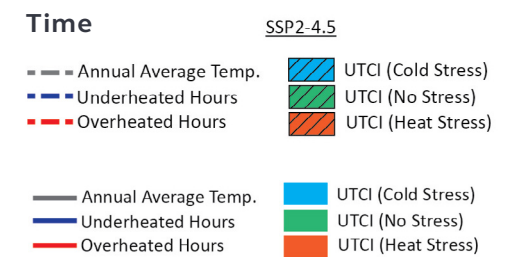 Time
SSP2-4.5
Annual Average Temp. UTCI (Cold Stress)
Underheated Hours UTCI (No Stress)
Overheated Hours UTCI (Heat Stress)
Annual Average Temp. UTCI (Cold Stress)
Underheated Hours UTCI (No Stress)
Overheated Hours UTCI (Heat Stress)